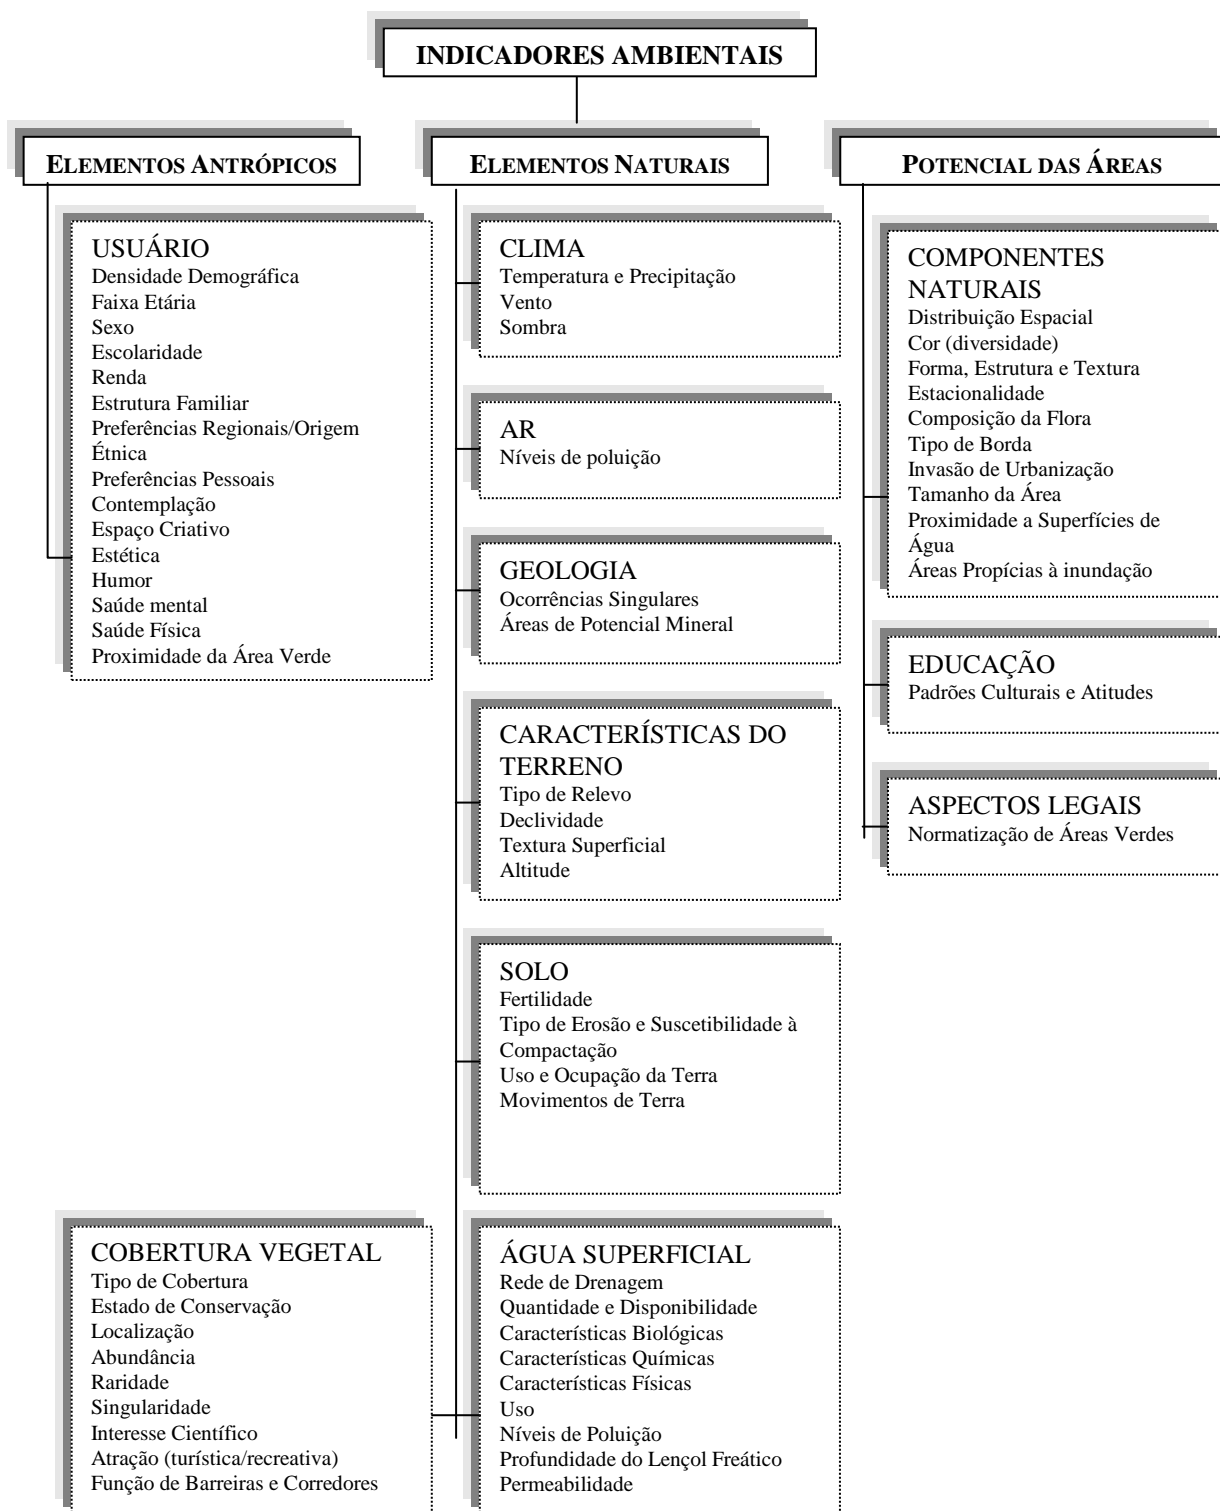 INDICADORES AMBIENTAIS
ELEMENTOS ANTRÓPICOS
USUÁRIO
Densidade Demográfica
Faixa Etária
Sexo
Escolaridade
Renda
Estrutura Familiar
Preferências Regionais/Origem
Étnica
Preferências Pessoais
Contemplação
Espaço Criativo
Estética
Humor
Saúde mental
Saúde Física
Proximidade da Área Verde
ELEMENTOS NATURAIS
CLIMA
Temperatura e Precipitação
Vento
Sombra
AR
Níveis de poluição
GEOLOGIA
Ocorrências Singulares
Áreas de Potencial Mineral
CARACTERÍSTICAS DO
TERRENO
Tipo de Relevo
Declividade
Textura Superficial
Altitude
SOLO
Fertilidade
Tipo de Erosão e Suscetibilidade à
Compactação
Uso e Ocupação da Terra
Movimentos de Terra
COBERTURA VEGETAL
Tipo de Cobertura
Estado de Conservação
Localização
Abundância
Raridade
Singularidade
Interesse Científico
Atração (turística/recreativa)
Função de Barreiras e Corredores
ÁGUA SUPERFICIAL
Rede de Drenagem
Quantidade e Disponibilidade
Características Biológicas
Características Químicas
Características Físicas
Uso
Níveis de Poluição
Profundidade do Lençol Freático
Permeabilidade
POTENCIAL DAS ÁREAS
COMPONENTES
NATURAIS
Distribuição Espacial
Cor (diversidade)
Forma, Estrutura e Textura
Estacionalidade
Composição da Flora
Tipo de Borda
Invasão de Urbanização
Tamanho da Área
Proximidade a Superfícies de
Água
Áreas Propícias à inundação
EDUCAÇÃO
Padrões Culturais e Atitudes
ASPECTOS LEGAIS
Normatização de Áreas Verdes